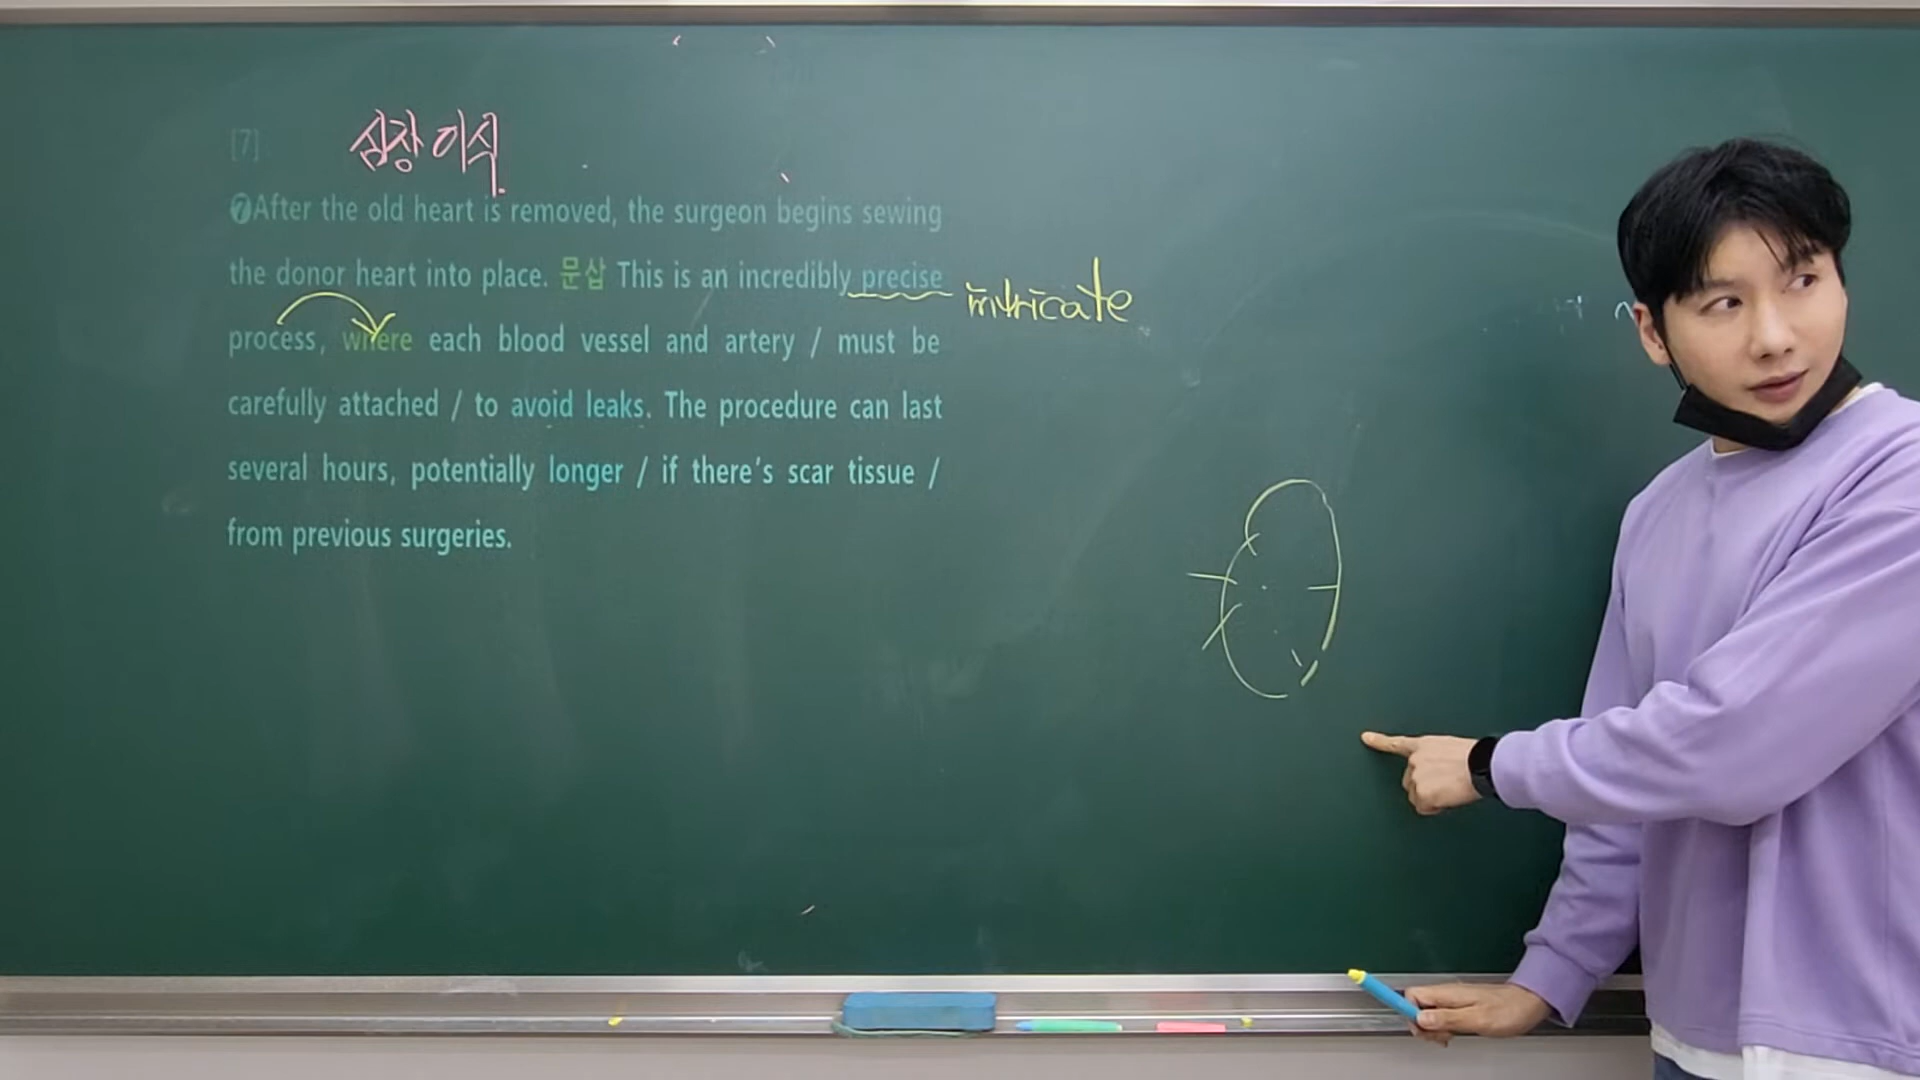 [7]
심장 이식
❼After the old heart is removed, the surgeon begins sewing
the donor heart into place. 문삽 This is an incredibly precise
intricate
process, where each blood vessel and artery / must be
carefully attached / to avoid leaks. The procedure can last
several hours, potentially longer / if there's scar tissue /
from previous surgeries.